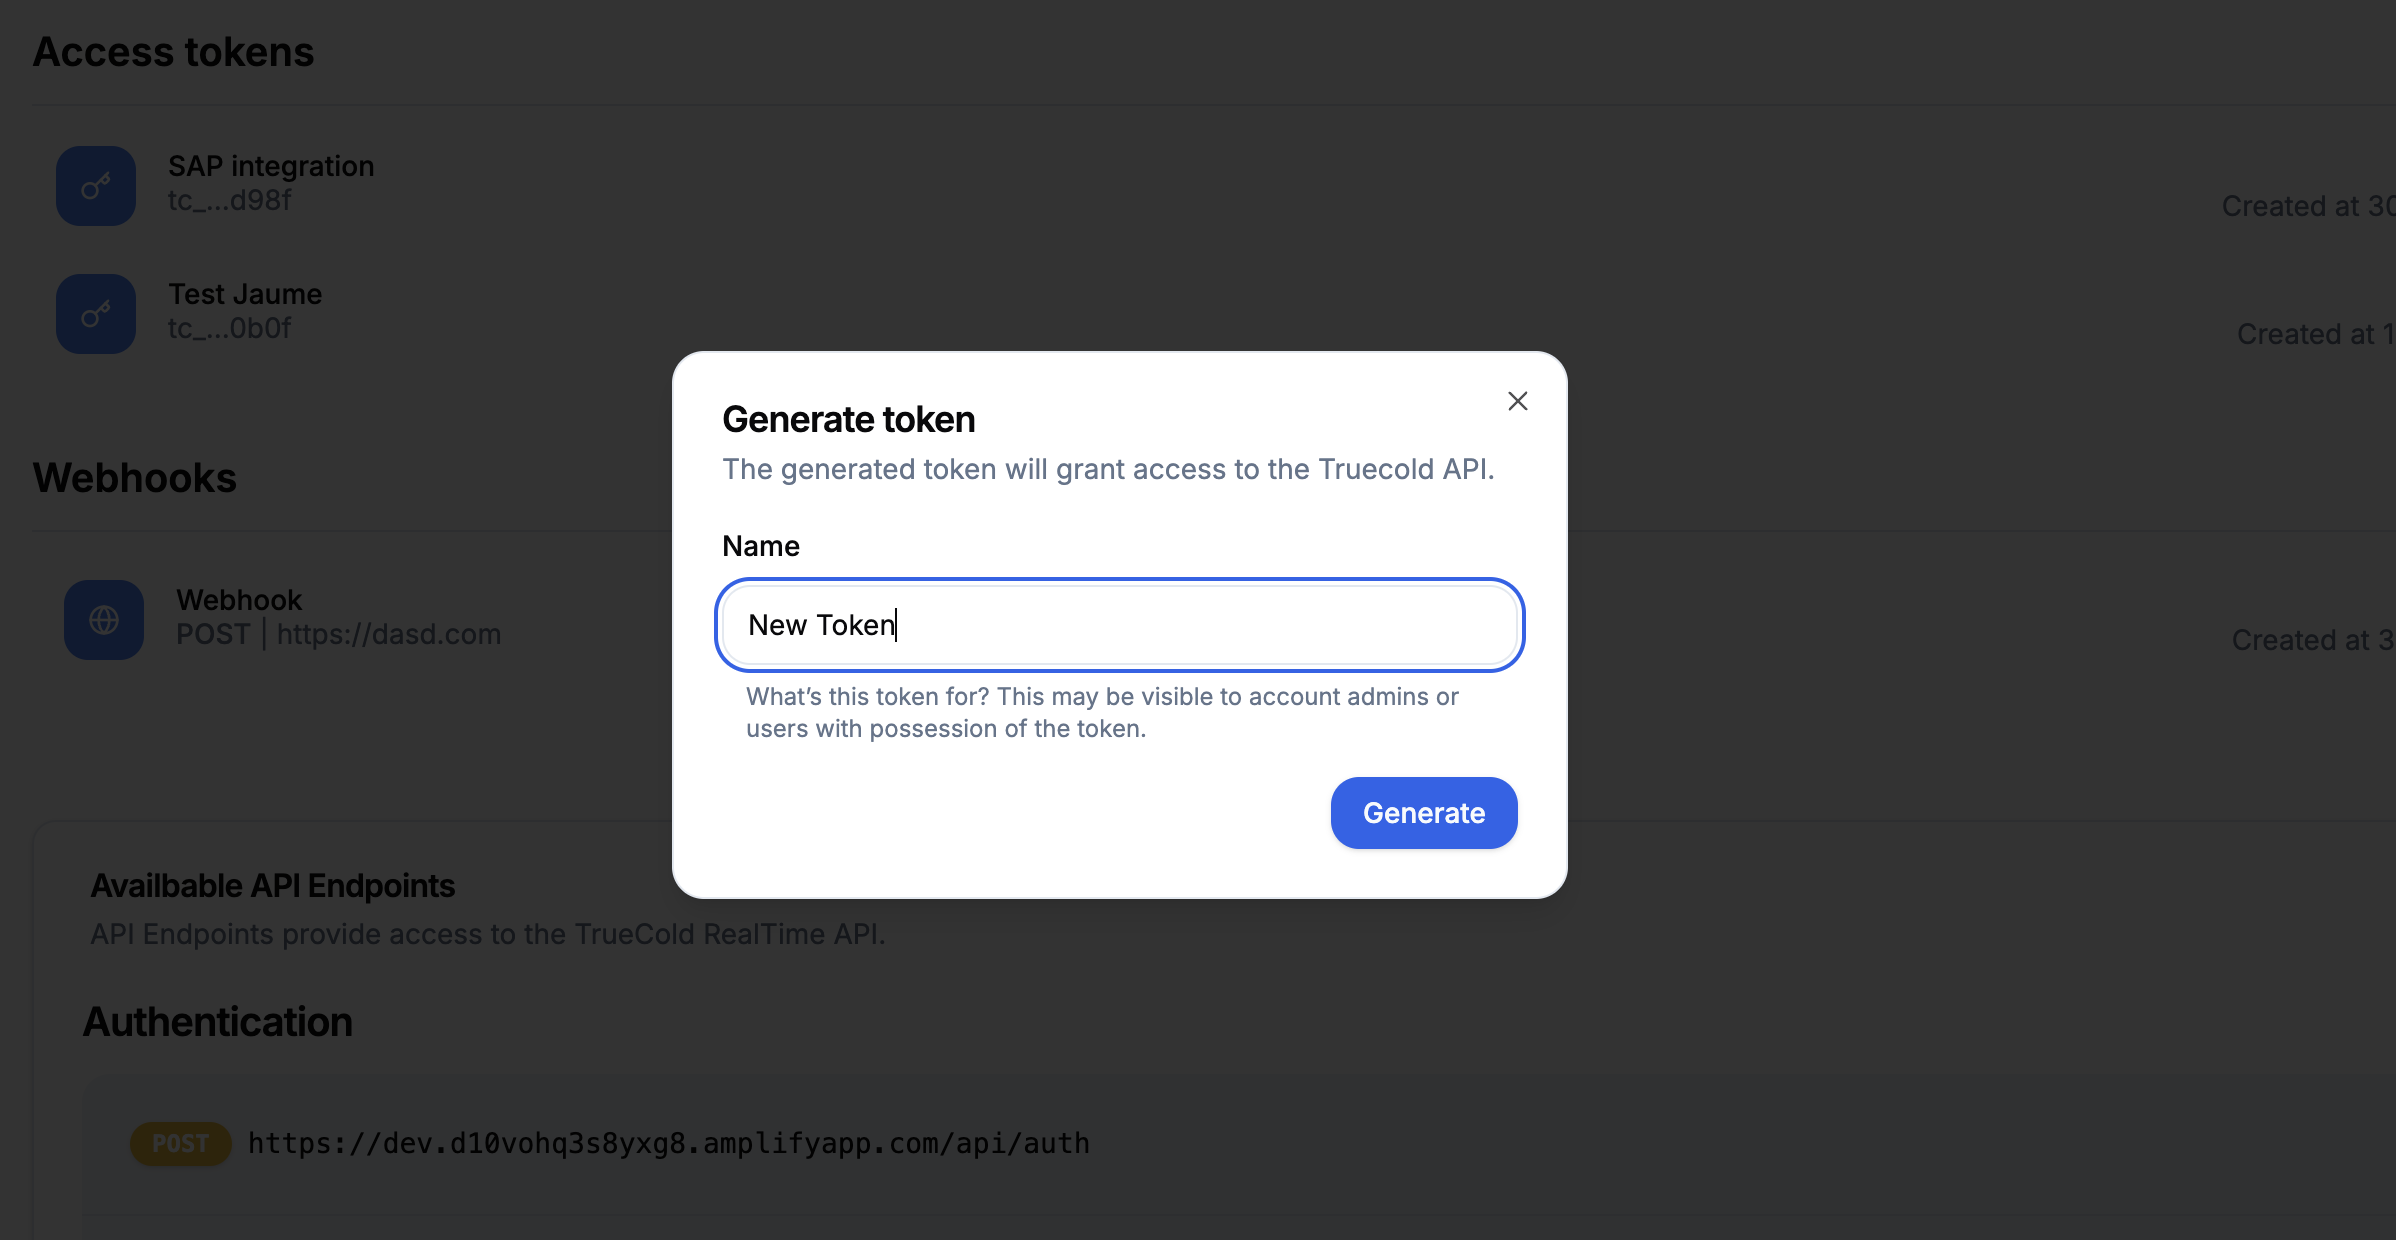 Access tokens
SAP integration
tc_...d98f
Created at 30
Test Jaume
tc_...0b0f
Created at 1
Generate token
The generated token will grant access to the Truecold API.
Name
New Token
What's this token for? This may be visible to account admins or
users with possession of the token.
Generate
Webhooks
Webhook
POST | https://dasd.com
Created at 3
Availbable API Endpoints
API Endpoints provide access to the TrueCold RealTime API.
Authentication
POST https://dev.d10vohq3s8yxg8.amplifyapp.com/api/auth